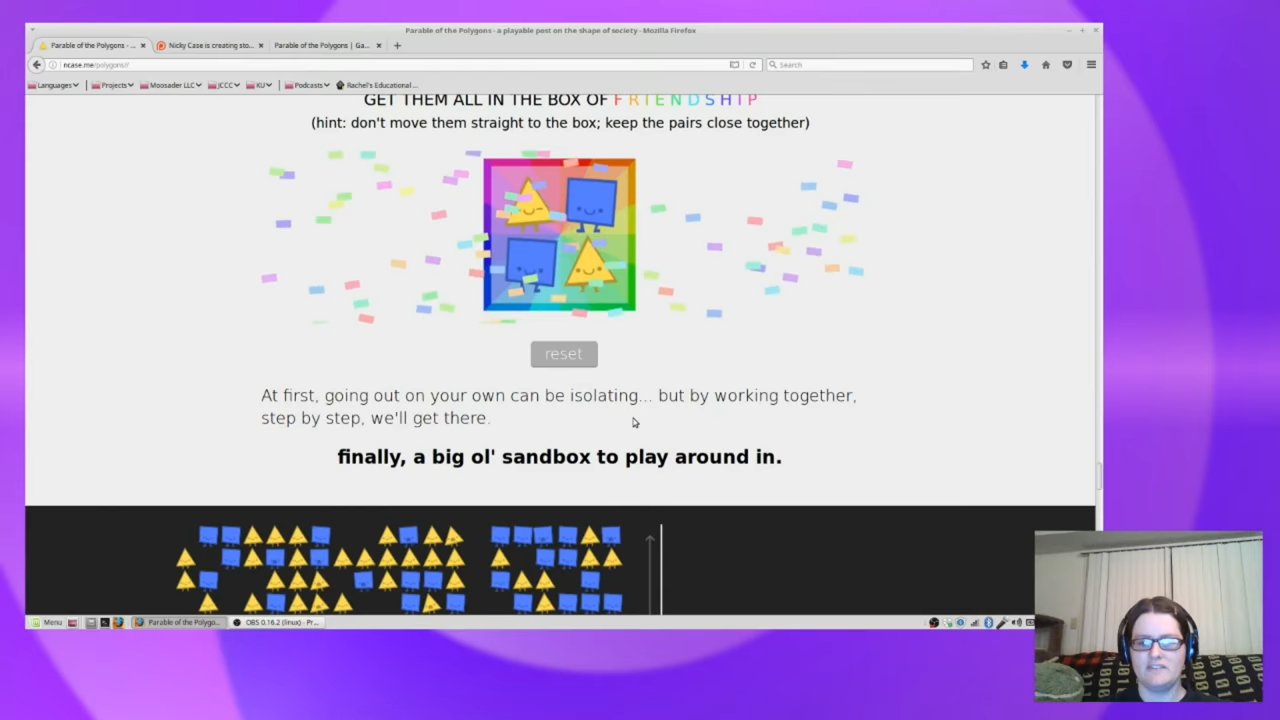 Parable of the Polygons - a playable post on the shape of society - Mozilla Firefox
Parable of the Polygons - ...
Nicky Case is creating sto...
Parable of the Polygons | Ga...
ncase.me/polygons/
Search
Languages
Projects
Moosader LLC
JCCC
KU
Podcasts
Rachel's Educational ...
GET THEM ALL IN THE BOX OF FRIENDSHIP
(hint: don't move them straight to the box; keep the pairs close together)
reset
At first, going out on your own can be isolating... but by working together,
step by step, we'll get there.
finally, a big ol' sandbox to play around in.
Menu
Parable of the Polygo...
OBS 0.16.2 (linux) - Pr...